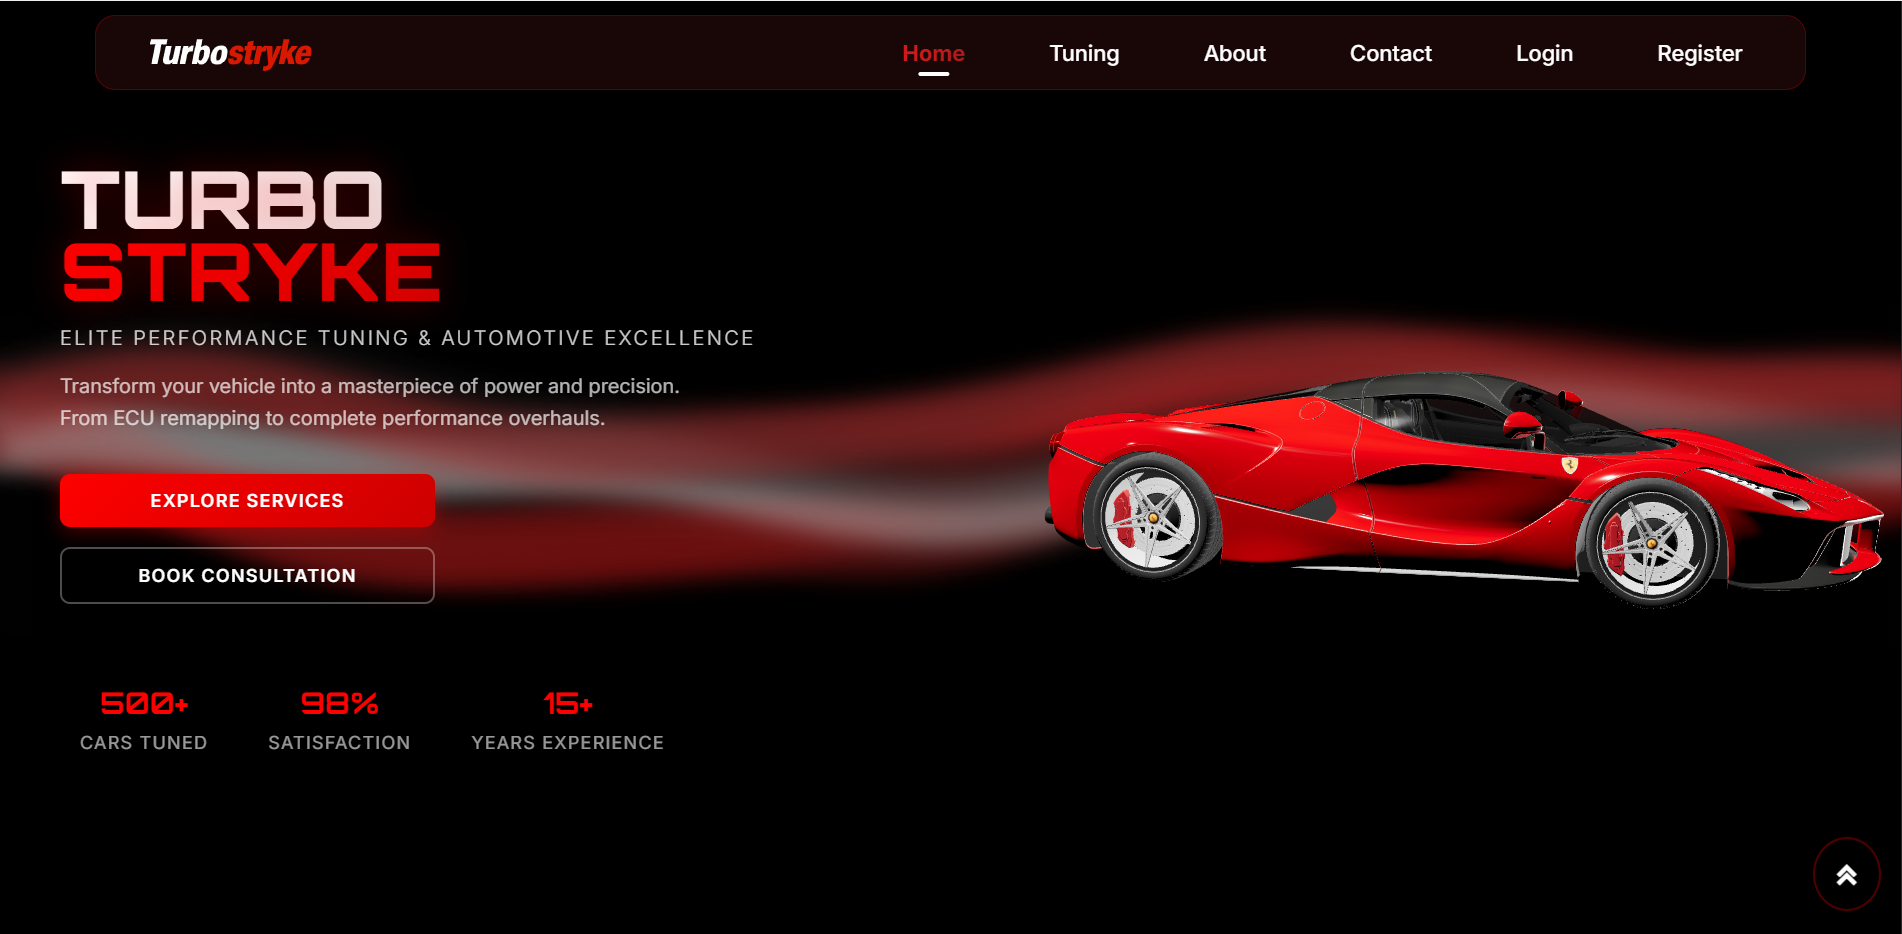 Turbostryke
Home Tuning About Contact Login Register
TURBO
STRYKE
ELITE PERFORMANCE TUNING & AUTOMOTIVE EXCELLENCE
Transform your vehicle into a masterpiece of power and precision.
From ECU remapping to complete performance overhauls.
EXPLORE SERVICES
BOOK CONSULTATION
500+ 98% 15+
CARS TUNED SATISFACTION YEARS EXPERIENCE